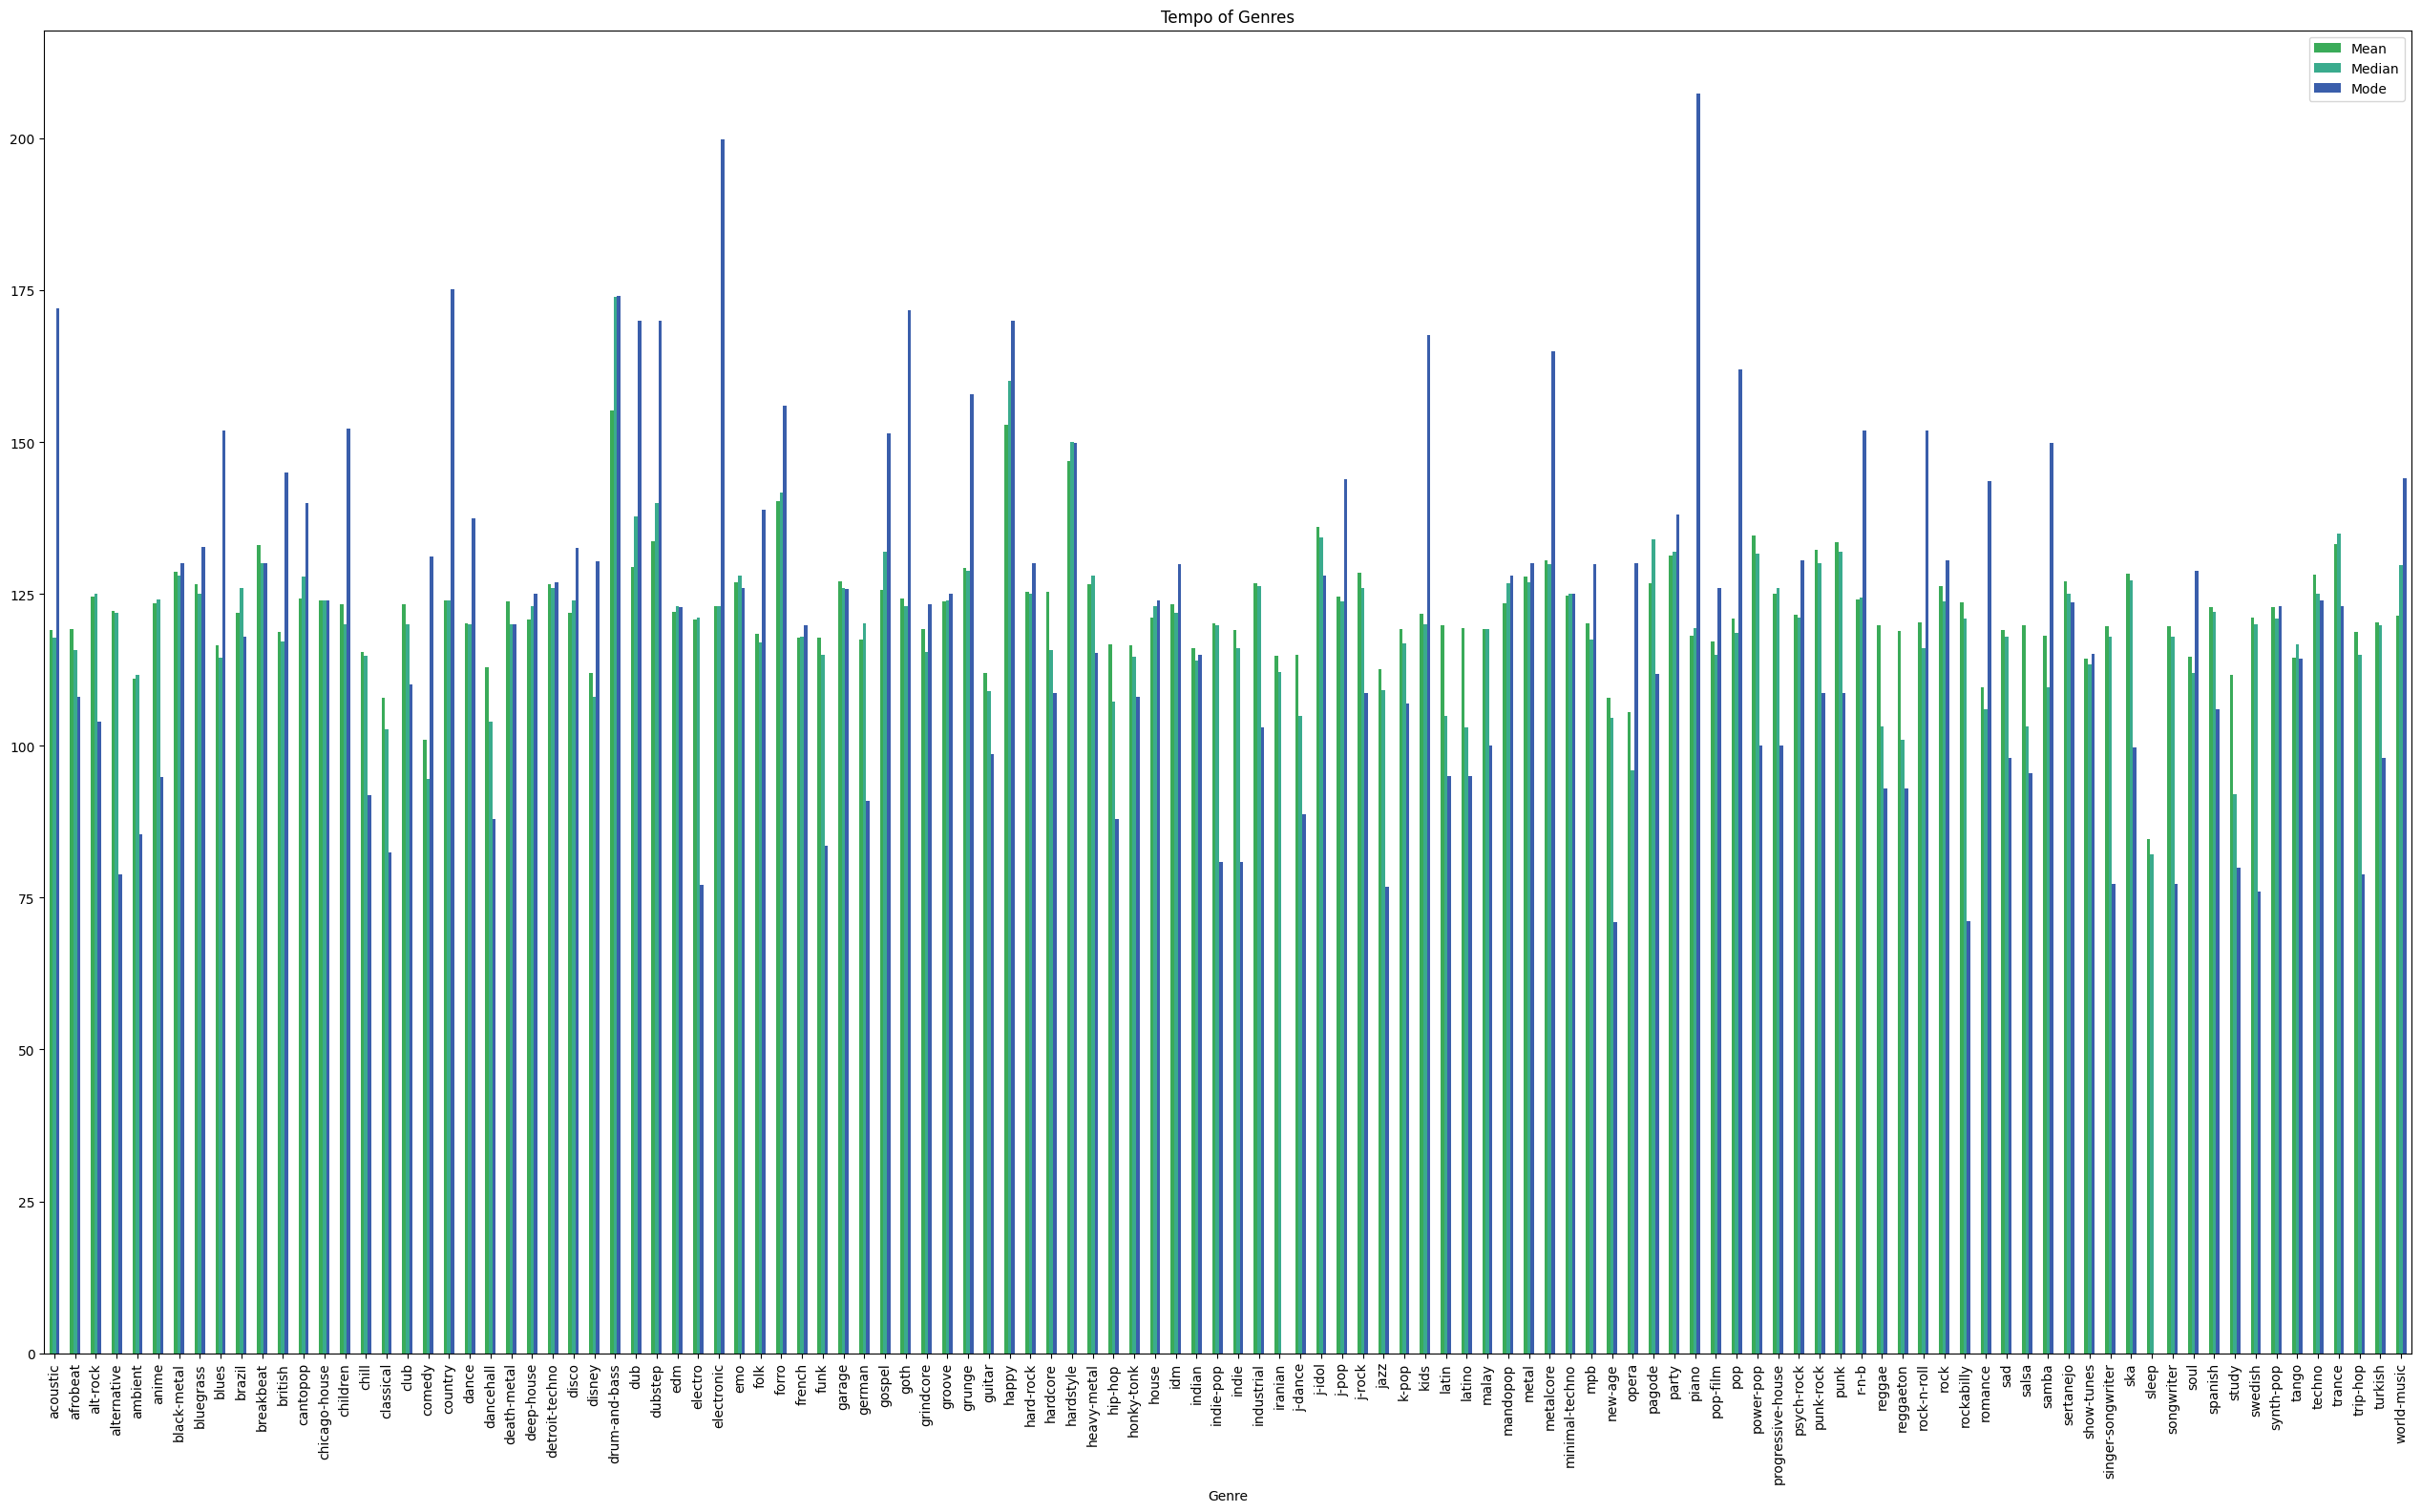 Tempo of Genres
Mean
Median
Mode
200
175
150
125
100
75
50
25
0
acoustic
afrobeat
alt-rock
alternative
ambient
anime
black-metal
bluegrass
blues
brazil
breakbeat
british
cantopop
chicago-house
children
chill
classical
club
comedy
country
dance
dancehall
death-metal
deep-house
detroit-techno
disco
disney
drum-and-bass
dub
dubstep
edm
electro
electronic
emo
folk
forro
french
funk
garage
german
gospel
goth
grindcore
groove
grunge
guitar
happy
hard-rock
hardcore
hardstyle
heavy-metal
hip-hop
honky-tonk
house
idm
indian
indie-pop
indie
industrial
iranian
j-dance
j-idol
j-pop
j-rock
jazz
k-pop
kids
latin
latino
malay
mandopop
metal
metalcore
minimal-techno
mpb
new-age
opera
pagode
party
piano
pop-film
pop
power-pop
progressive-house
psych-rock
punk-rock
punk
r-n-b
reggae
reggaeton
rock-n-roll
rock
rockabilly
romance
sad
salsa
samba
sertanejo
show-tunes
singer-songwriter
ska
sleep
songwriter
soul
spanish
study
swedish
synth-pop
tango
techno
trance
trip-hop
turkish
world-music
Genre